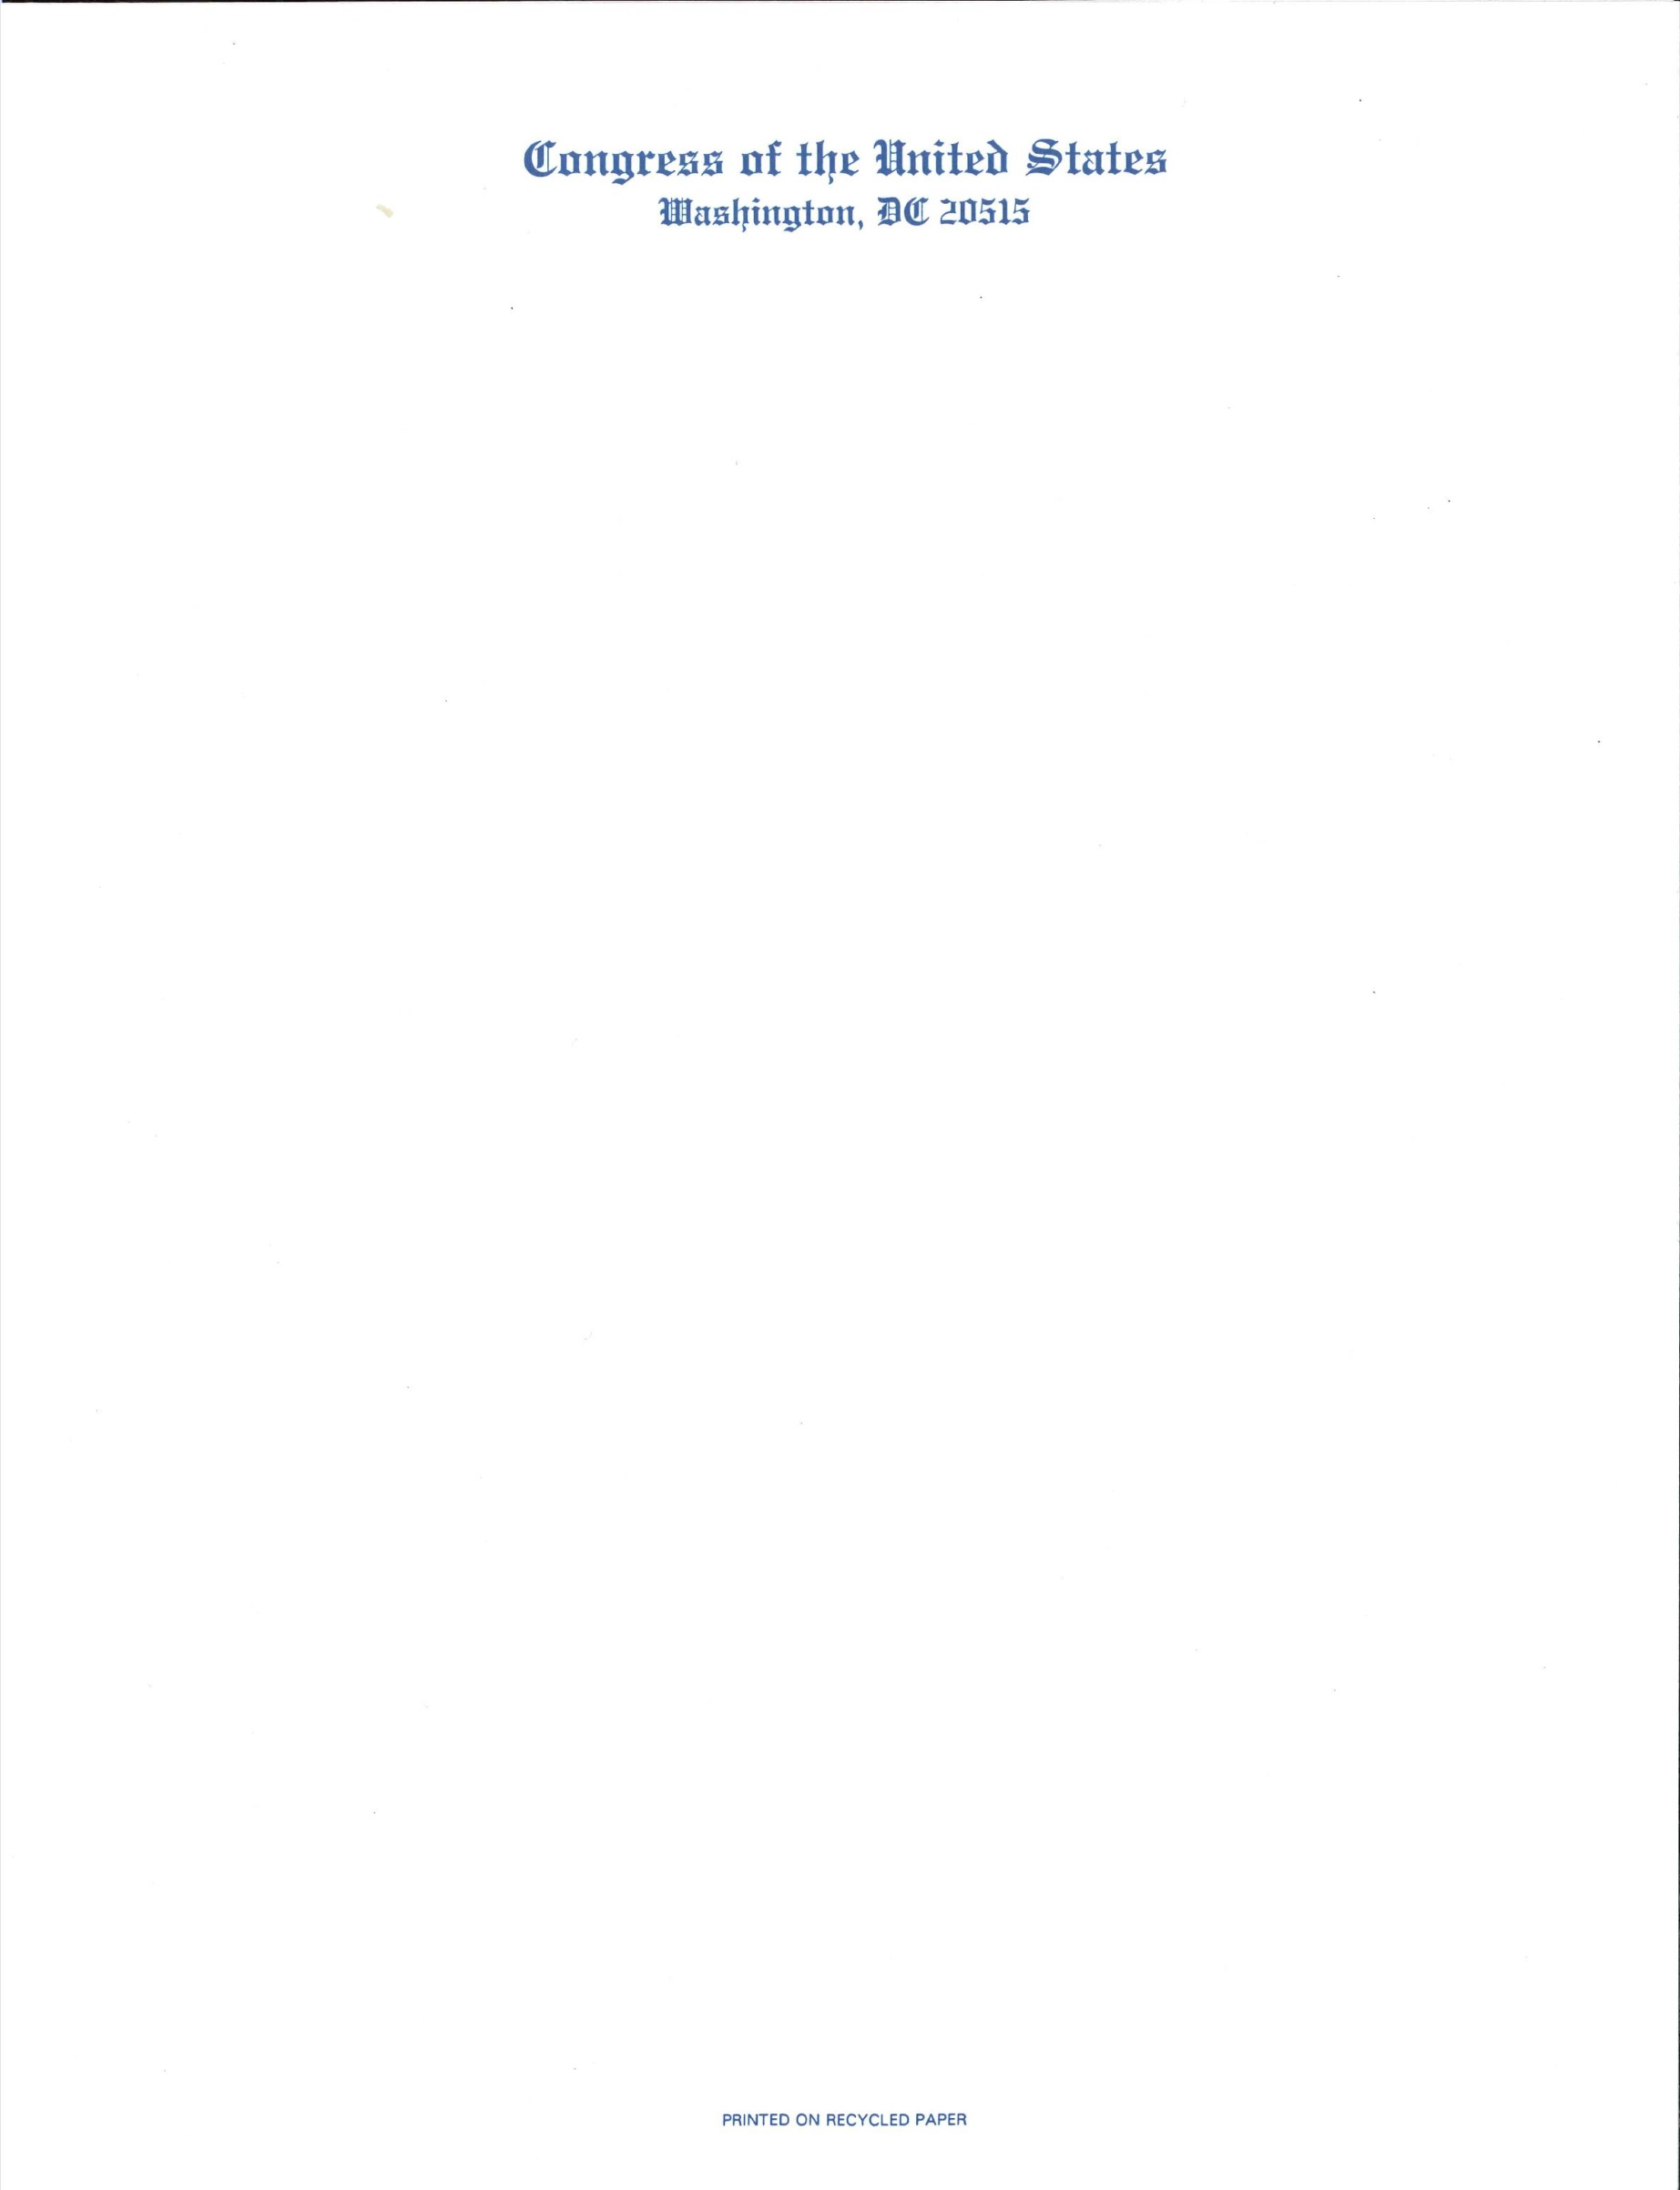 Congress of the United States
Washington, DC 20515
PRINTED ON RECYCLED PAPER